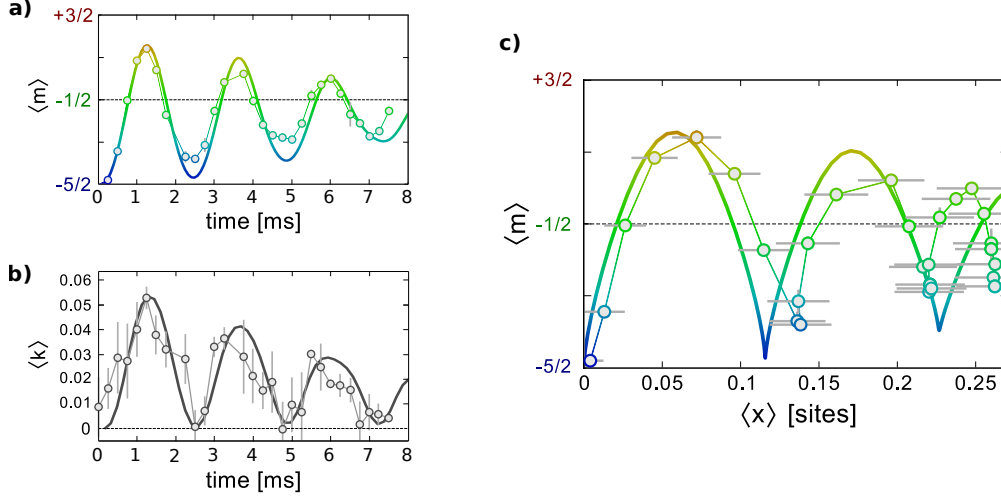 a)
+3/2
-1/2
-5/2
⟨m⟩
0 1 2 3 4 5 6 7 8
time [ms]
b)
0.06
0.05
0.04
0.03
0.02
0.01
0
⟨k⟩
0 1 2 3 4 5 6 7 8
time [ms]
c)
+3/2
-1/2
-5/2
⟨m⟩
0 0.05 0.1 0.15 0.2 0.25
⟨x⟩ [sites]